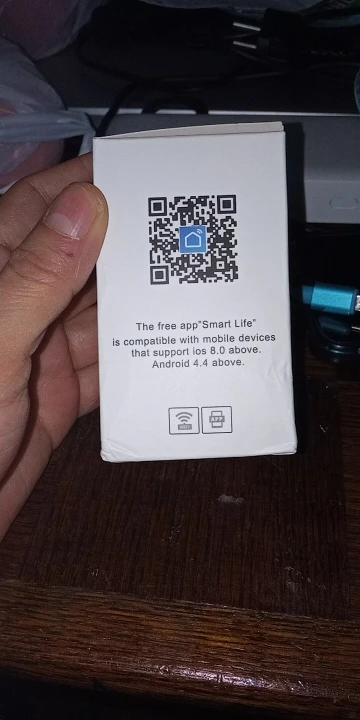 The free app"Smart Life"
is compatible with mobile devices
that support ios 8.0 above.
Android 4.4 above.
APP